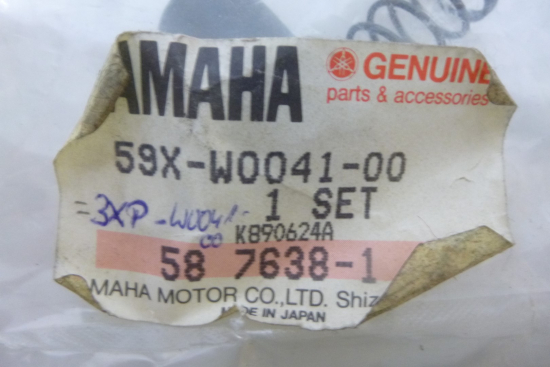 AMAHA
GENUINE
parts & accessories
59X-W0041-00
1 SET
=3XP-W0041-
00
K890624A
58 7638-1
MAHA MOTOR CO.,LTD. Shiz
MADE IN JAPAN